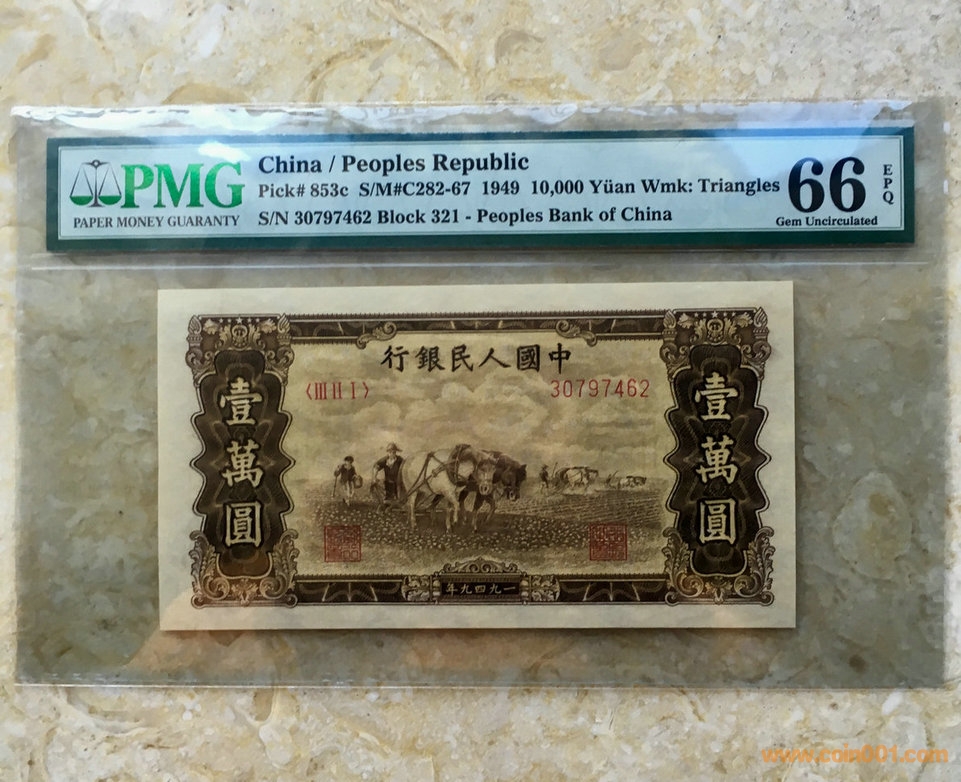 PMG
PAPER MONEY GUARANTY
China / Peoples Republic
Pick# 853c S/M#C282-67 1949 10,000 Yüan Wmk: Triangles
S/N 30797462 Block 321 - Peoples Bank of China
66
EPQ
Gem Uncirculated
行銀民人國中
〈III II I〉
30797462
壹萬圓
壹萬圓
年九四九一
www.coin001.com